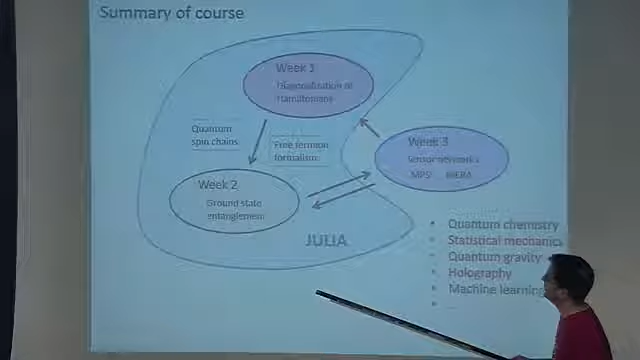 Summary of course
Week 1
Diagonalization of
Hamiltonians
Quantum
spin chains
Free fermion
formalism
Week 3
Tensor networks
MPS MERA
Week 2
Ground state
entanglement
JULIA
• Quantum chemistry
• Statistical mechanics
• Quantum gravity
• Holography
• Machine learning
• ...